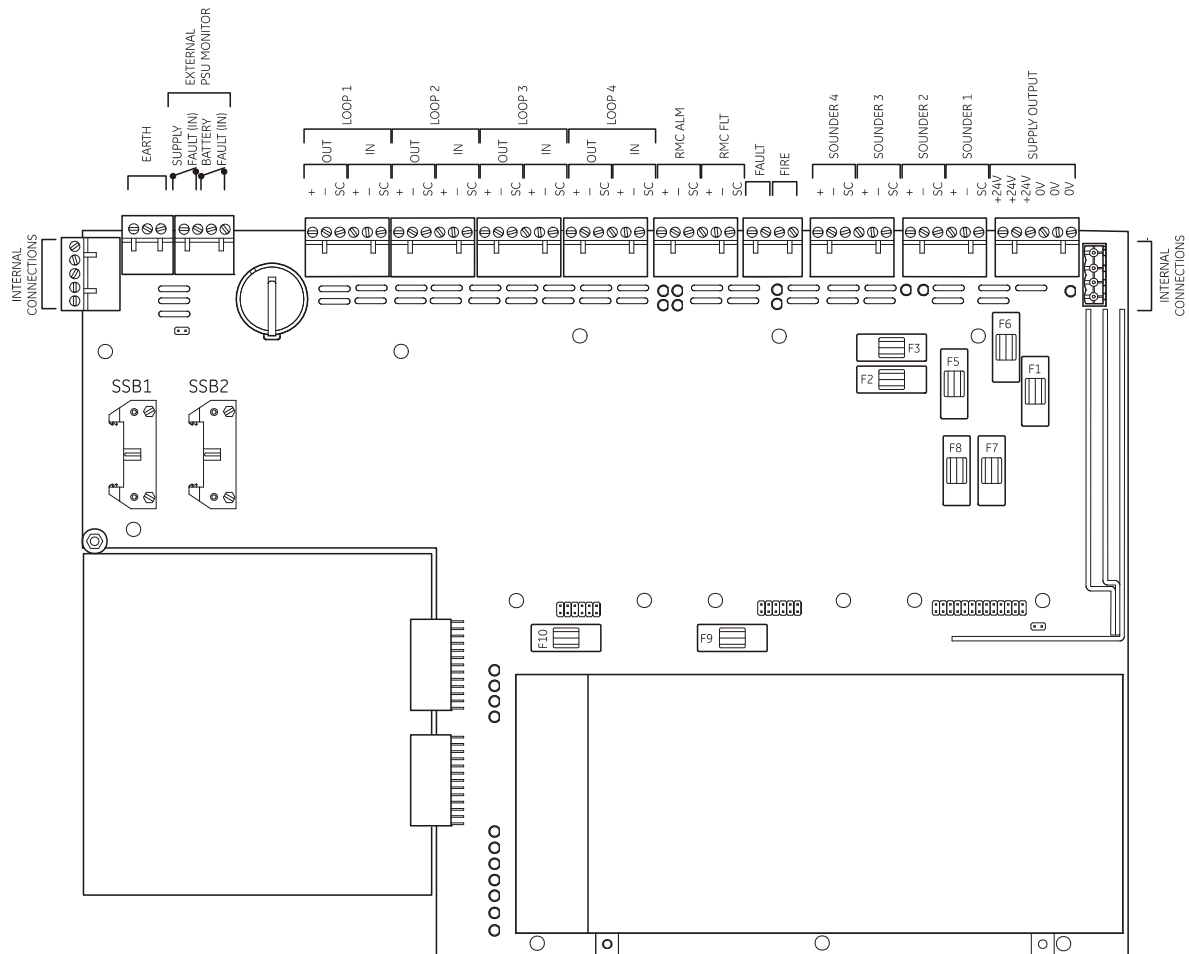 EXTERNAL
PSU MONITOR
EARTH
SUPPLY
FAULT (IN)
BATTERY
FAULT (IN)
LOOP 1
LOOP 2
LOOP 3
LOOP 4
OUT
IN
OUT
IN
OUT
IN
OUT
IN
RMC ALM
RMC FLT
FAULT
FIRE
SOUNDER 4
SOUNDER 3
SOUNDER 2
SOUNDER 1
SUPPLY OUTPUT
+ – SC + – SC + – SC + – SC + – SC + – SC + – SC + – SC + – SC + – SC
+ – SC + – SC + – SC + – SC
+24V
+24V
+24V
0V
0V
0V
INTERNAL
CONNECTIONS
INTERNAL
CONNECTIONS
F6
F3
F5
F1
F2
SSB1 SSB2
F8 F7
F10 F9